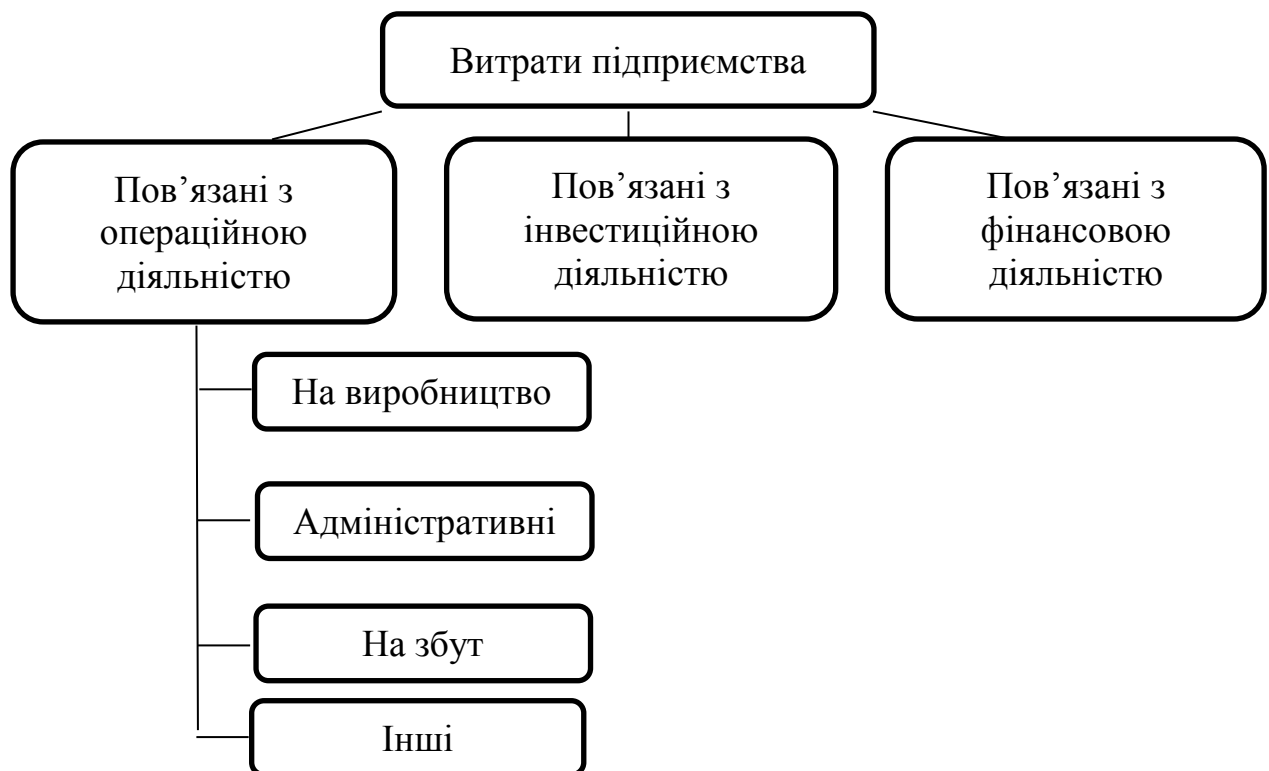 Витрати підприємства
Пов’язані з
операційною
діяльністю
Пов’язані з
інвестиційною
діяльністю
Пов’язані з
фінансовою
діяльністю
На виробництво
Адміністративні
На збут
Інші